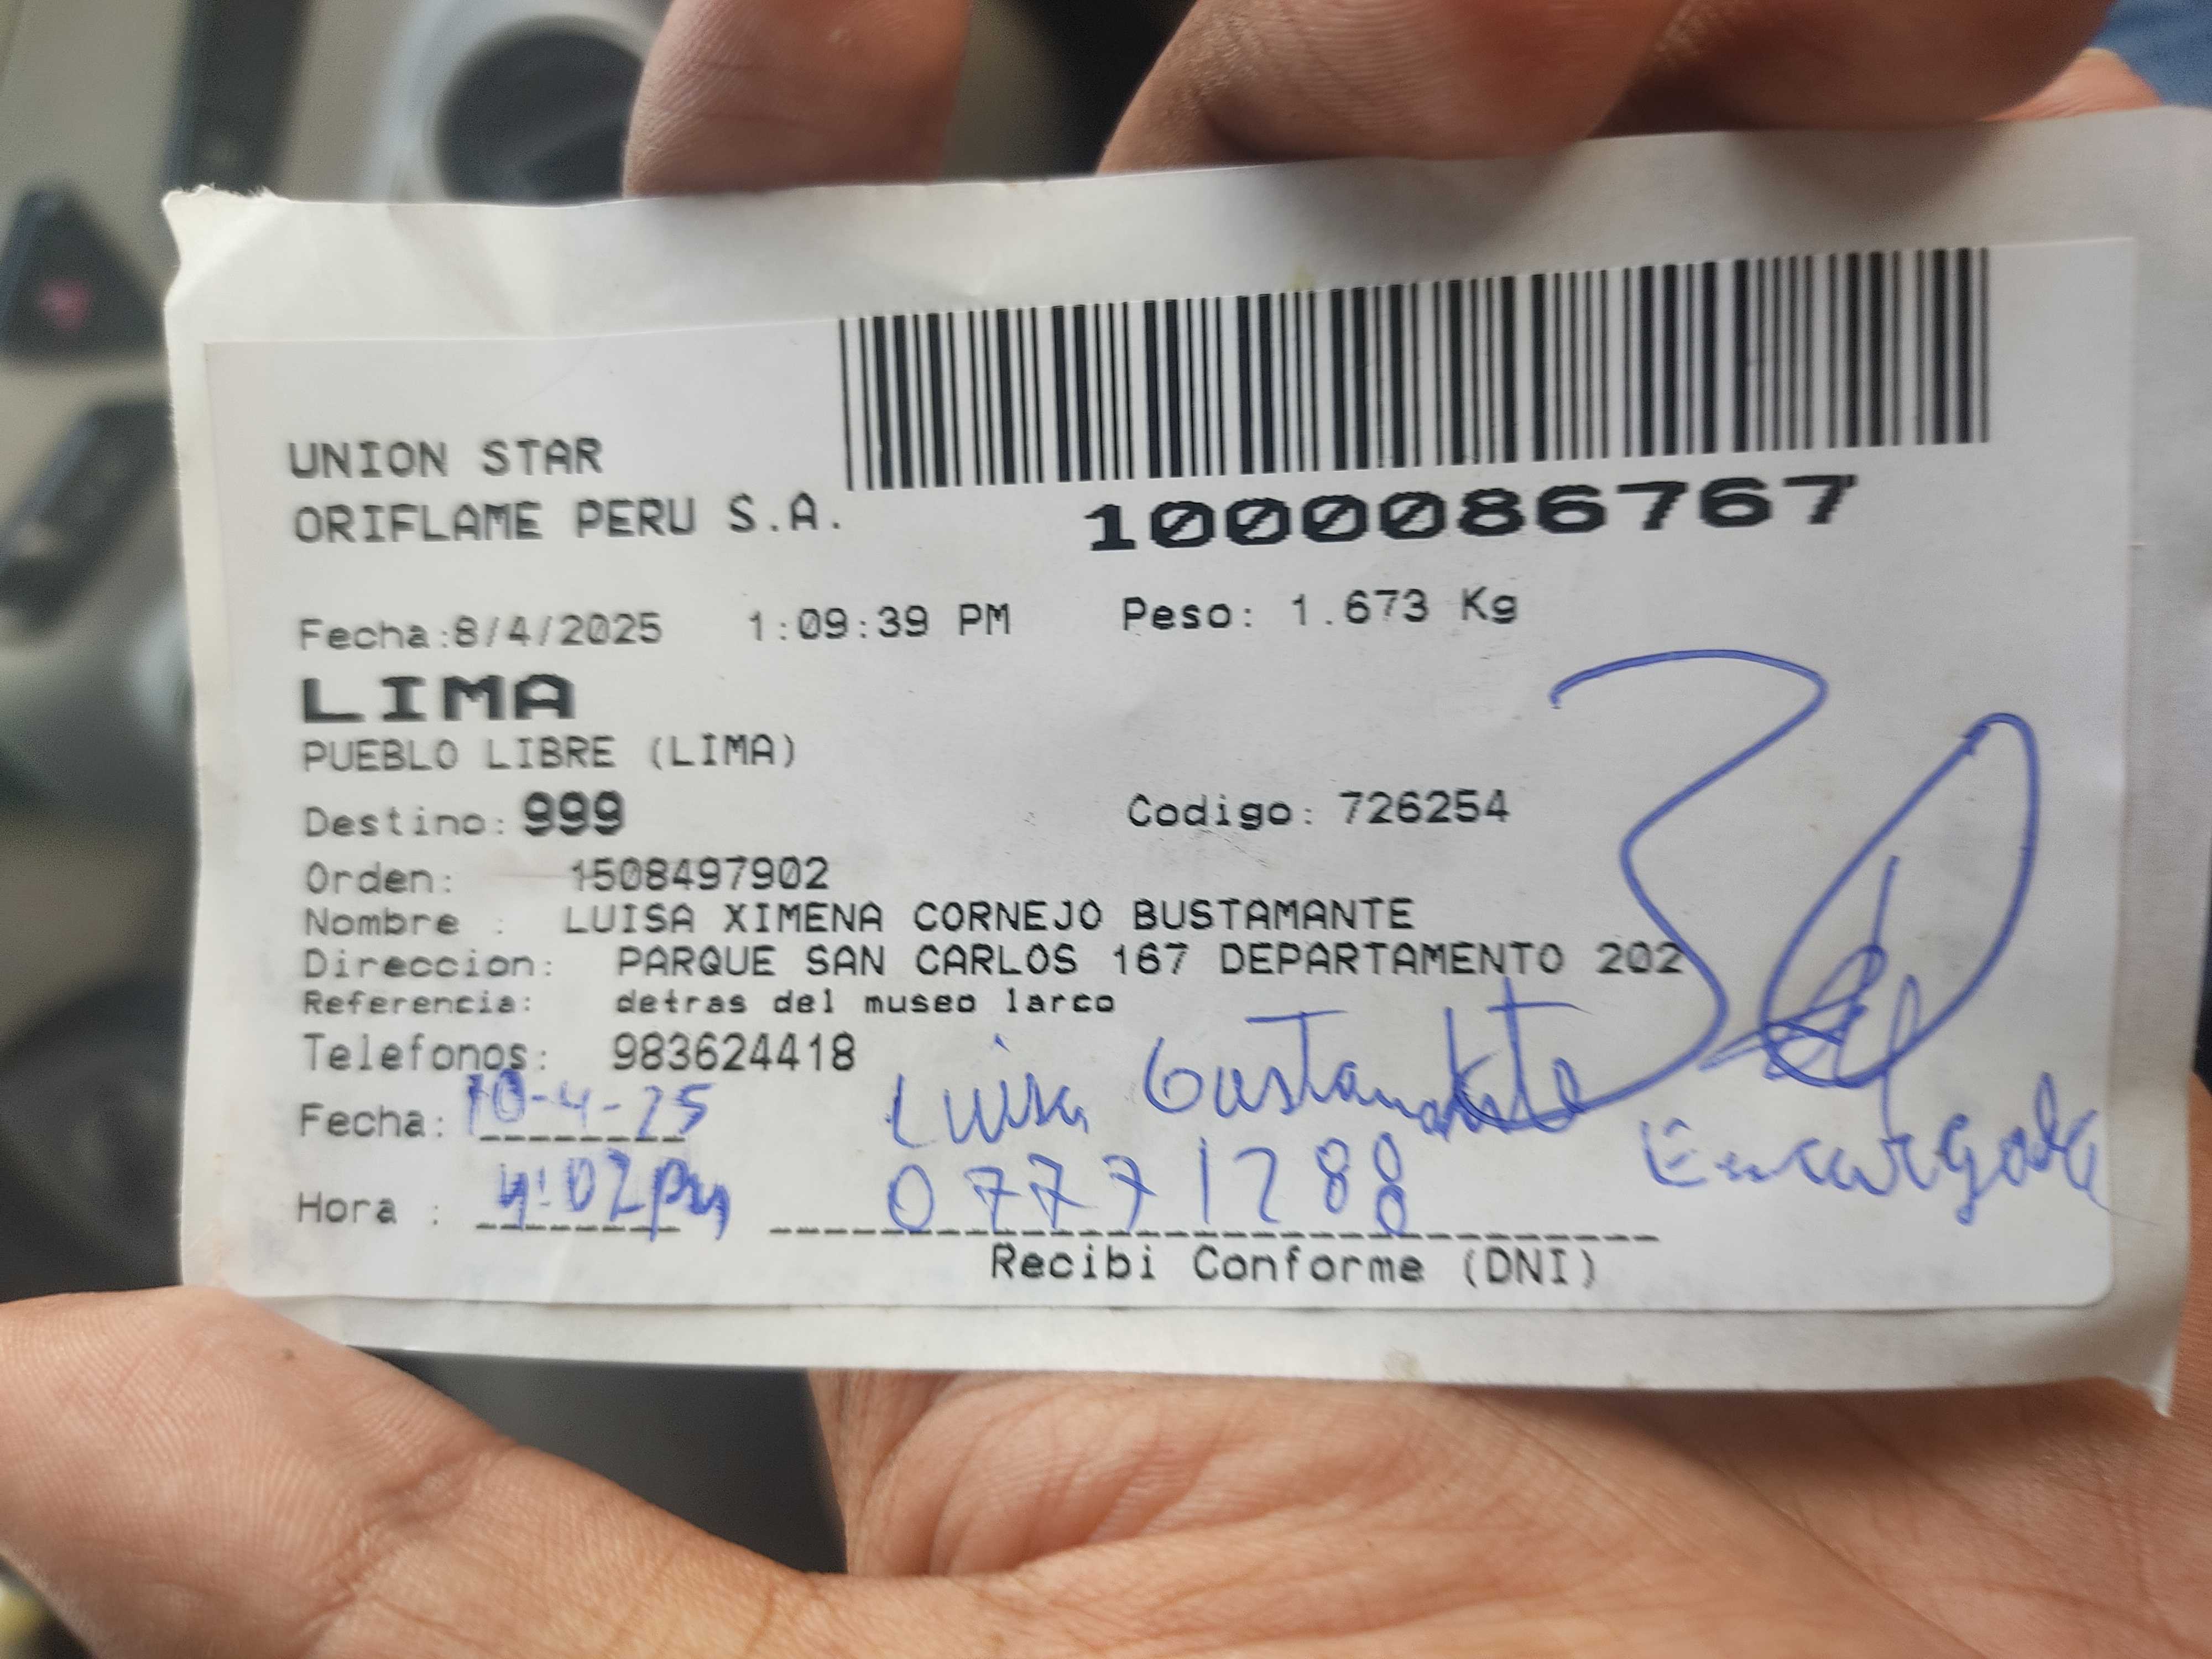 UNION STAR
ORIFLAME PERU S.A.
1000086767
Fecha:8/4/2025 1:09:39 PM Peso: 1.673 Kg
LIMA
PUEBLO LIBRE (LIMA)
Destino: 999 Codigo: 726254
Orden: 1508497902
Nombre : LUISA XIMENA CORNEJO BUSTAMANTE
Direccion: PARQUE SAN CARLOS 167 DEPARTAMENTO 202
Referencia: detras del museo larco
Telefonos: 983624418
Fecha: 10-4-25 Luisa Bustamante
Hora : 4:02pm 07771288 Encargada
Recibi Conforme (DNI)